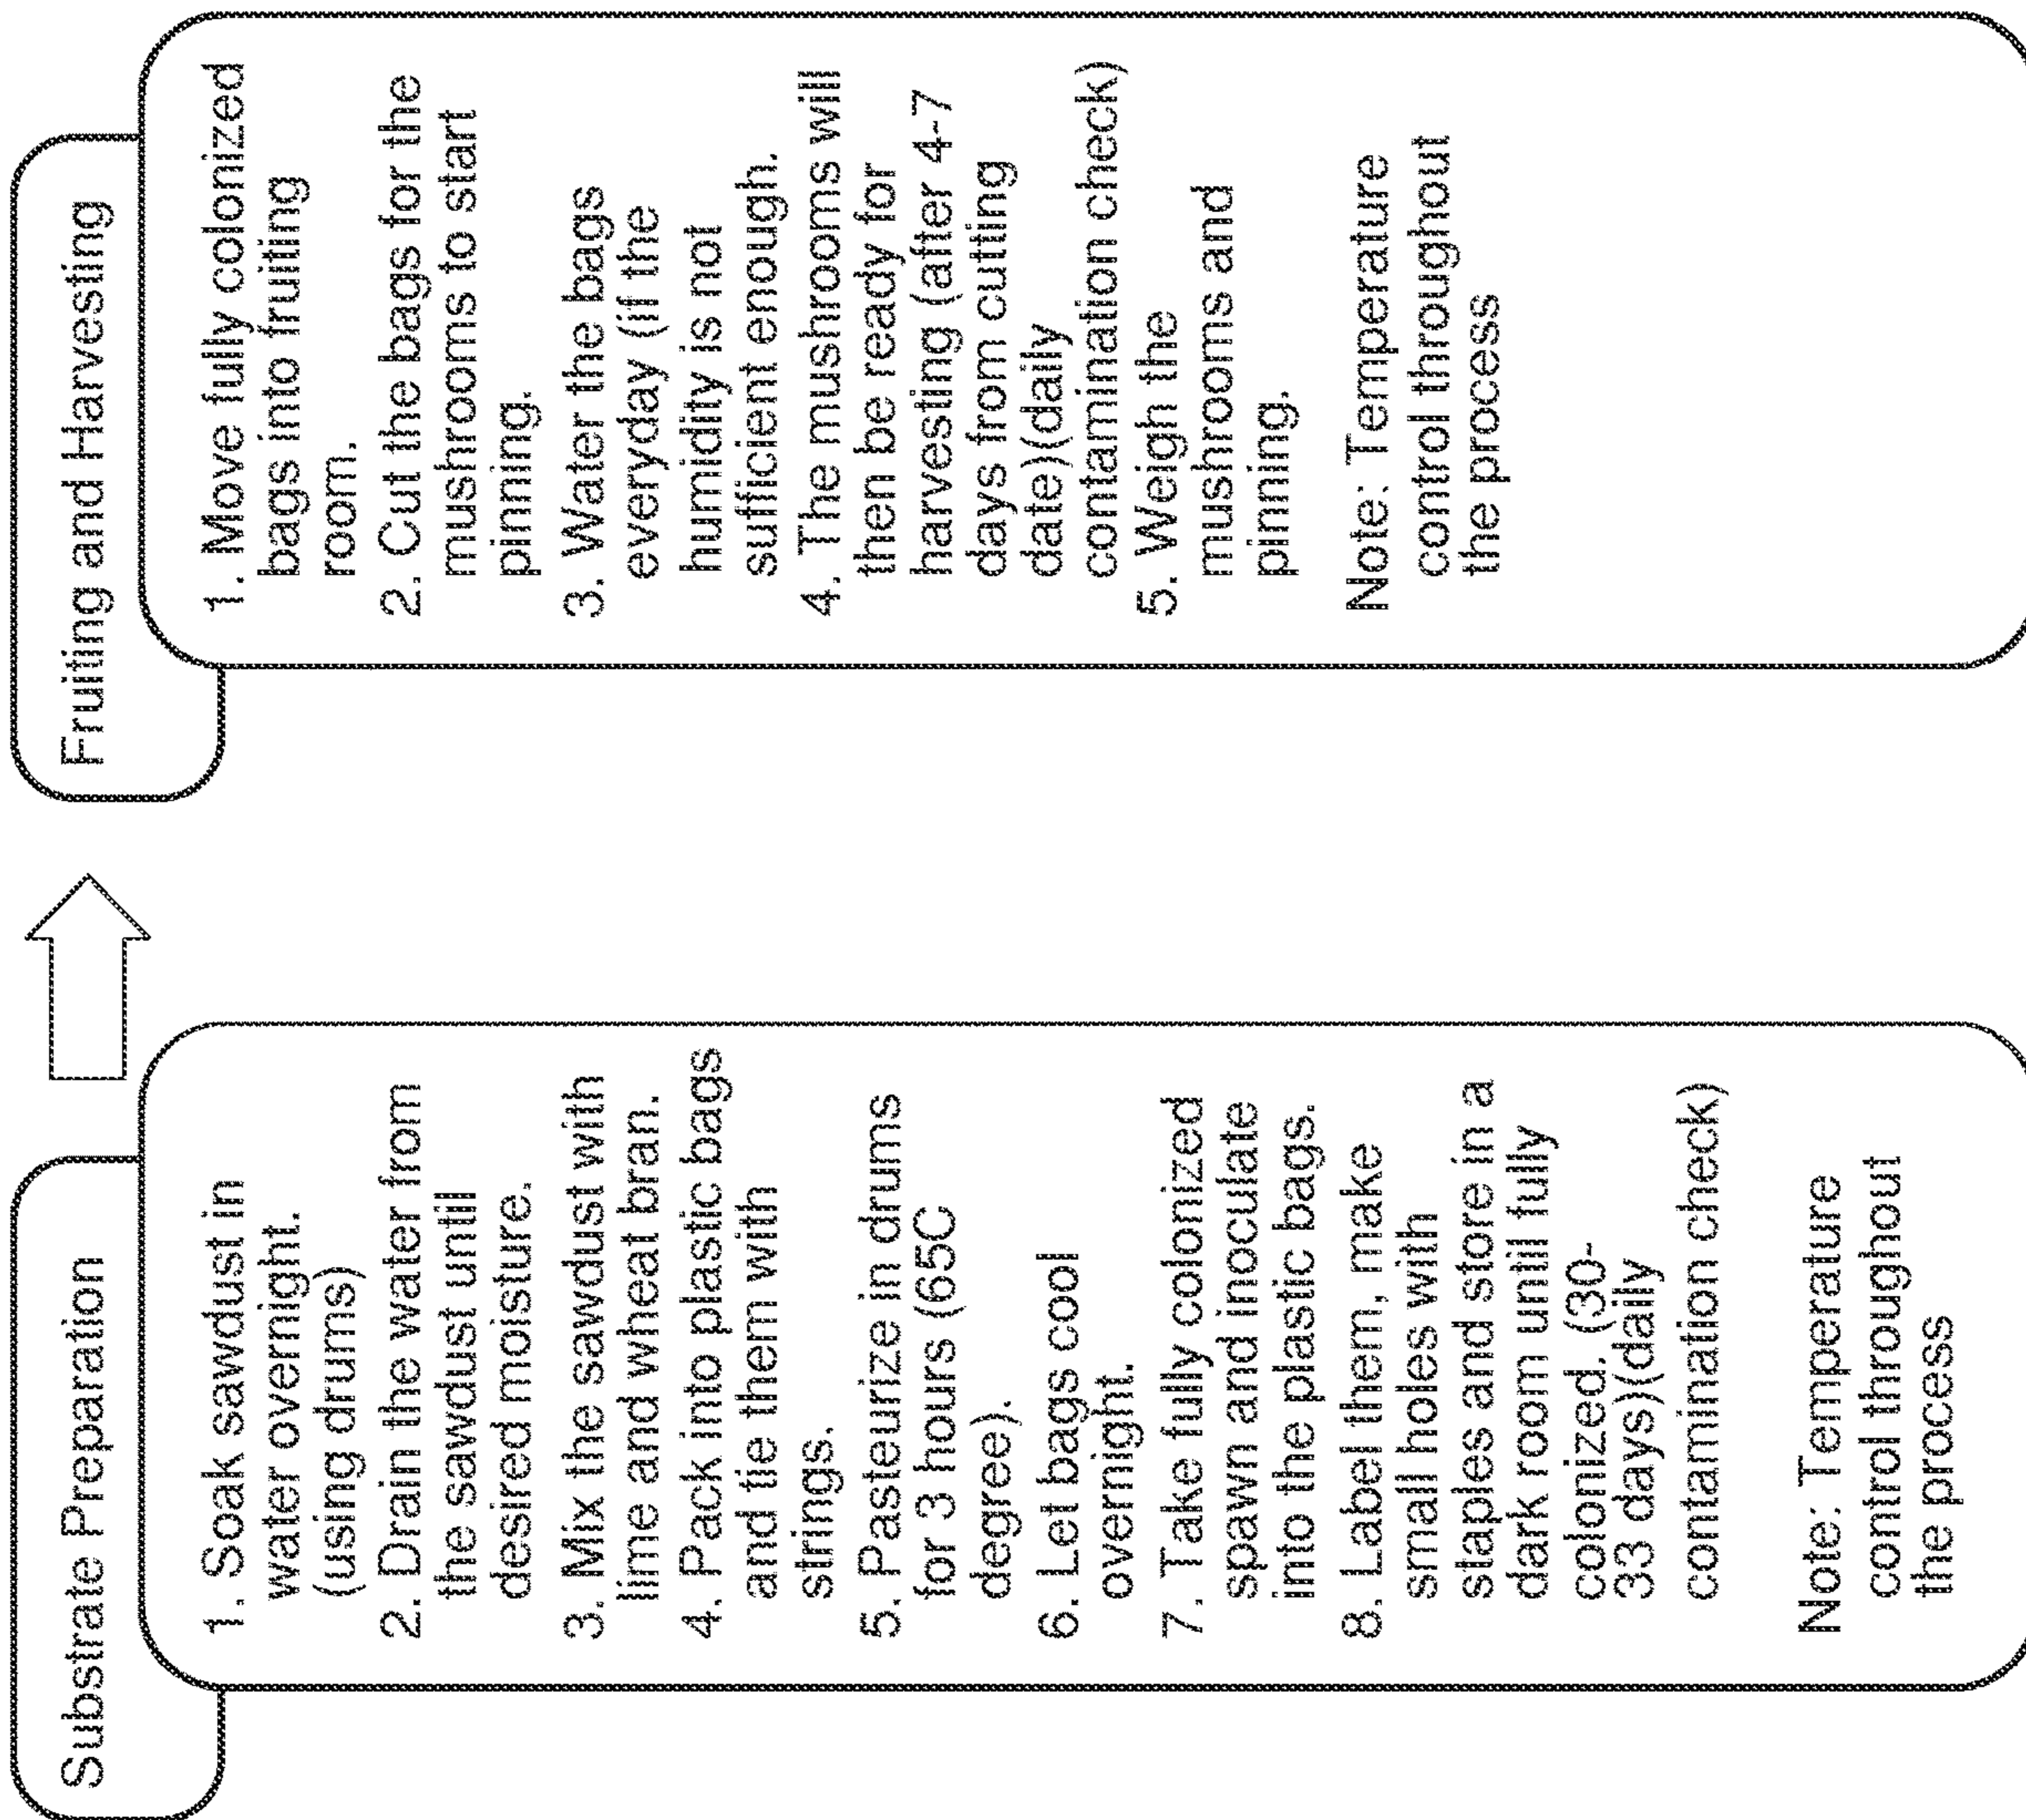 Substrate Preparation
1. Soak sawdust in
water overnight.
(using drums)
2. Drain the water from
the sawdust until
desired moisture.
3. Mix the sawdust with
lime and wheat bran.
4. Pack into plastic bags
and tie them with
strings.
5. Pasteurize in drums
for 3 hours (65C
degree).
6. Let bags cool
overnight.
7. Take fully colonized
spawn and inoculate
into the plastic bags.
8. Label them, make
small holes with
staples and store in a
dark room until fully
colonized. (30-
33 days)(daily
contamination check)
Note: Temperature
control throughout
the process
Fruiting and Harvesting
1. Move fully colonized
bags into fruiting
room.
2. Cut the bags for the
mushrooms to start
pinning.
3. Water the bags
everyday (if the
humidity is not
sufficient enough.
4. The mushrooms will
then be ready for
harvesting (after 4-7
days from cutting
date)(daily
contamination check)
5. Weigh the
mushrooms and
pinning.
Note: Temperature
control throughout
the process